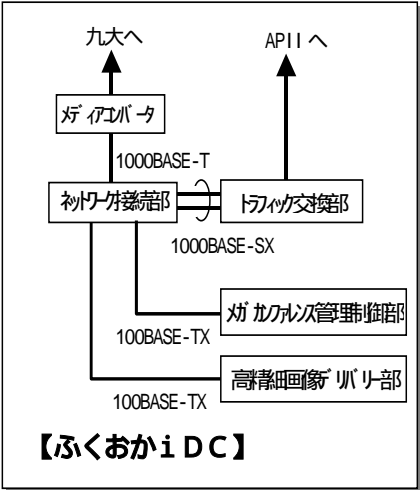 九大へ
APIIへ
メディアコンバータ
1000BASE-T
ネットワーク接続部
トラフィック交換部
1000BASE-SX
メガカンファレンス管理制御部
100BASE-TX
高精細画像デリバリー部
100BASE-TX
【ふくおかｉＤＣ】